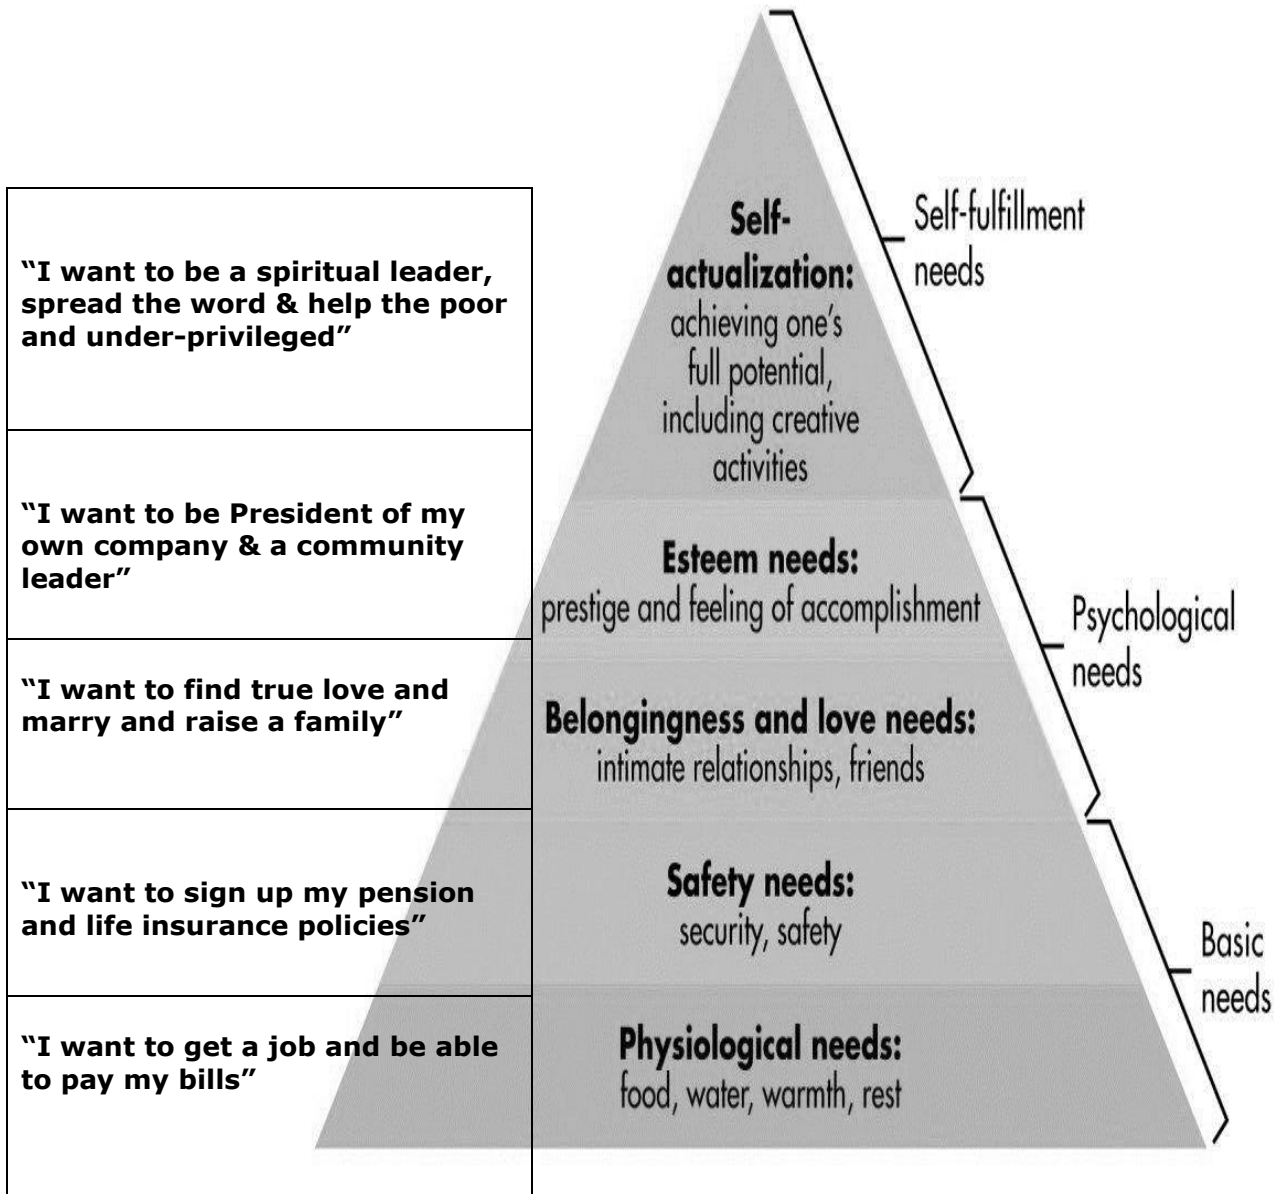 “I want to be a spiritual leader,
spread the word & help the poor
and under-privileged”
“I want to be President of my
own company & a community
leader”
“I want to find true love and
marry and raise a family”
“I want to sign up my pension
and life insurance policies”
“I want to get a job and be able
to pay my bills”
Self-
actualization:
achieving one’s
full potential,
including creative
activities
Esteem needs:
prestige and feeling of accomplishment
Belongingness and love needs:
intimate relationships, friends
Safety needs:
security, safety
Physiological needs:
food, water, warmth, rest
Self-fulfillment
needs
Psychological
needs
Basic
needs